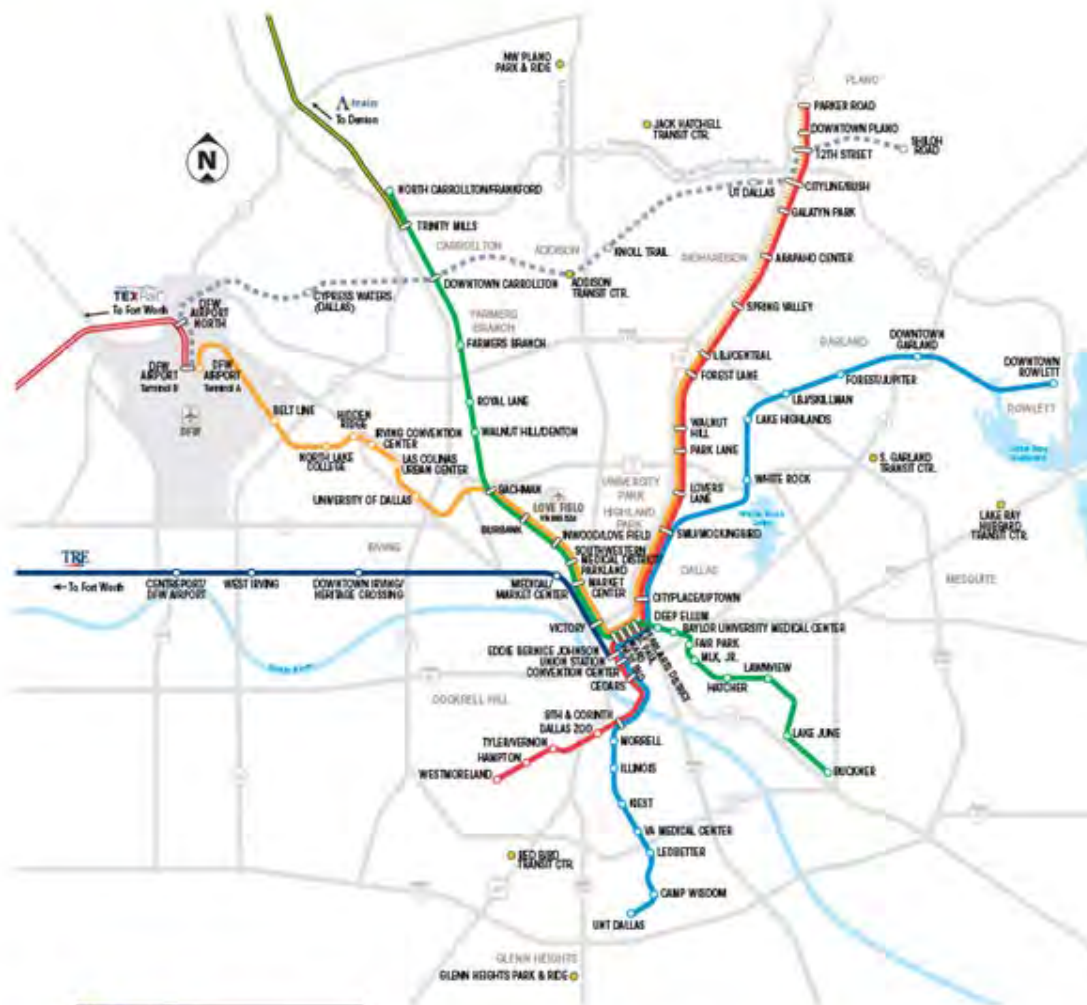 NW PLANO
PARK & RIDE
PLANO
PARKER ROAD
A train
To Denton
JACK HATCHELL
TRANSIT CTR.
DOWNTOWN PLANO
12TH STREET
SHILOH
ROAD
N
NORTH CARROLLTON/FRANKFORD
UT DALLAS
CITYLINE/BUSH
TRINITY MILLS
GALATYN PARK
CARROLLTON
ADDISON
KNOLL TRAIL
RICHARDSON
ARAPAHO CENTER
DOWNTOWN CARROLLTON
ADDISON
TRANSIT CTR.
CYPRESS WATERS
(DALLAS)
TEXRail
To Fort Worth
DFW
AIRPORT
NORTH
SPRING VALLEY
FARMERS
BRANCH
FARMERS BRANCH
GARLAND
DOWNTOWN
GARLAND
DFW
AIRPORT
Terminal B
DFW
AIRPORT
Terminal A
LBJ/CENTRAL
FOREST LANE
FOREST/JUPITER
DOWNTOWN
ROWLETT
LBJ/SKILLMAN
ROWLETT
ROYAL LANE
BELT LINE
HIDDEN
RIDGE
DFW
WALNUT HILL/DENTON
WALNUT
HILL
LAKE HIGHLANDS
IRVING CONVENTION
CENTER
NORTH LAKE
COLLEGE
LAS COLINAS
URBAN CENTER
PARK LANE
S. GARLAND
TRANSIT CTR.
UNIVERSITY OF DALLAS
BACHMAN
UNIVERSITY
PARK
WHITE ROCK
LOVE FIELD
LOVERS
LANE
HIGHLAND
PARK
LAKE RAY
HUBBARD
TRANSIT CTR.
BURBANK
INWOOD/LOVE FIELD
SMU/MOCKINGBIRD
IRVING
SOUTHWESTERN
MEDICAL DISTRICT
PARKLAND
DALLAS
MESQUITE
TRE
To Fort Worth
CENTREPORT/
DFW AIRPORT
WEST IRVING
DOWNTOWN IRVING/
HERITAGE CROSSING
MEDICAL/
MARKET CENTER
MARKET
CENTER
CITYPLACE/UPTOWN
DEEP ELLUM
BAYLOR UNIVERSITY MEDICAL CENTER
VICTORY
FAIR PARK
MLK, JR.
EDDIE BERNICE JOHNSON
UNION STATION
CONVENTION CENTER
CEDARS
LAWNVIEW
HATCHER
COCKRELL HILL
8TH & CORINTH
DALLAS ZOO
LAKE JUNE
TYLER/VERNON
MORRELL
HAMPTON
ILLINOIS
WESTMORELAND
BUCKNER
KIEST
VA MEDICAL CENTER
RED BIRD
TRANSIT CTR.
LEDBETTER
CAMP WISDOM
UNT DALLAS
GLENN HEIGHTS
GLENN HEIGHTS PARK & RIDE